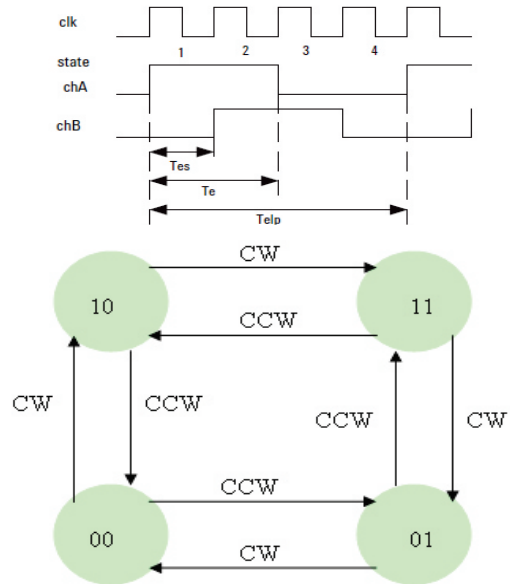 clk
1 2 3 4
state
chA
chB
Tes
Te
Telp
CW
10 11
CCW
CW CCW CCW CW
CCW
00 01
CW